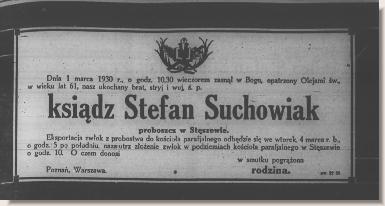 Dnia 1 marca 1930 r., o godz. 10.30 wieczorem zasnął w Bogu, opatrzony Olejami św.,
w wieku lat 61, nasz ukochany brat, stryj i wuj, ś. p.
ksiądz Stefan Suchowiak
proboszcz w Stęszewie.
Eksportacja zwłok z probostwa do kościoła parafjalnego odbędzie się we wtorek, 4 marca r. b.,
o godz. 5 po południu, nazajutrz złożenie zwłok w podziemiach kościoła parafjalnego w Stęszewie
o godz. 10. O czem donosi
w smutku pogrążona
Poznań, Warszawa. rodzina.